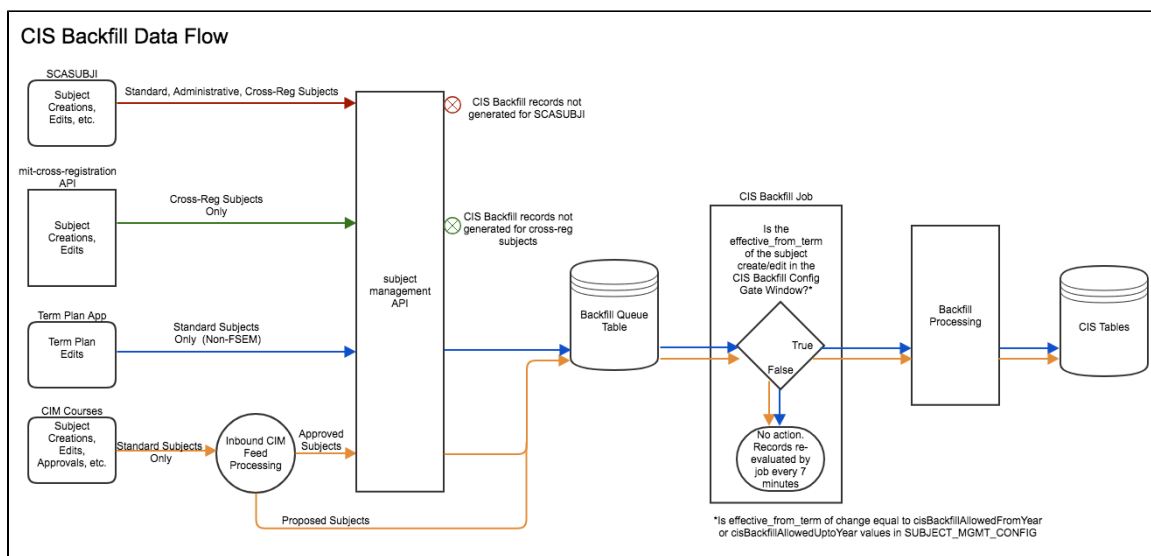 CIS Backfill Data Flow
SCASUBJI
Subject
Creations,
Edits, etc.
Standard, Administrative, Cross-Reg Subjects
CIS Backfill records not
generated for SCASUBJI
mit-cross-registration
API
Subject
Creations,
Edits
Cross-Reg Subjects
Only
CIS Backfill records not
generated for cross-reg
subjects
subject
management
API
Term Plan App
Term Plan
Edits
Standard Subjects
Only (Non-FSEM)
CIM Courses
Subject
Creations,
Edits,
Approvals, etc.
Standard Subjects
Only
Inbound CIM
Feed
Processing
Approved
Subjects
Proposed Subjects
Backfill Queue
Table
CIS Backfill Job
Is the
effective_from_term
of the subject
create/edit in the
CIS Backfill Config
Gate Window?*
True
False
No action.
Records re-
evaluated by
job every 7
minutes
Backfill
Processing
CIS Tables
*Is effective_from_term of change equal to cisBackfillAllowedFromYear
or cisBackfillAllowedUptoYear values in SUBJECT_MGMT_CONFIG